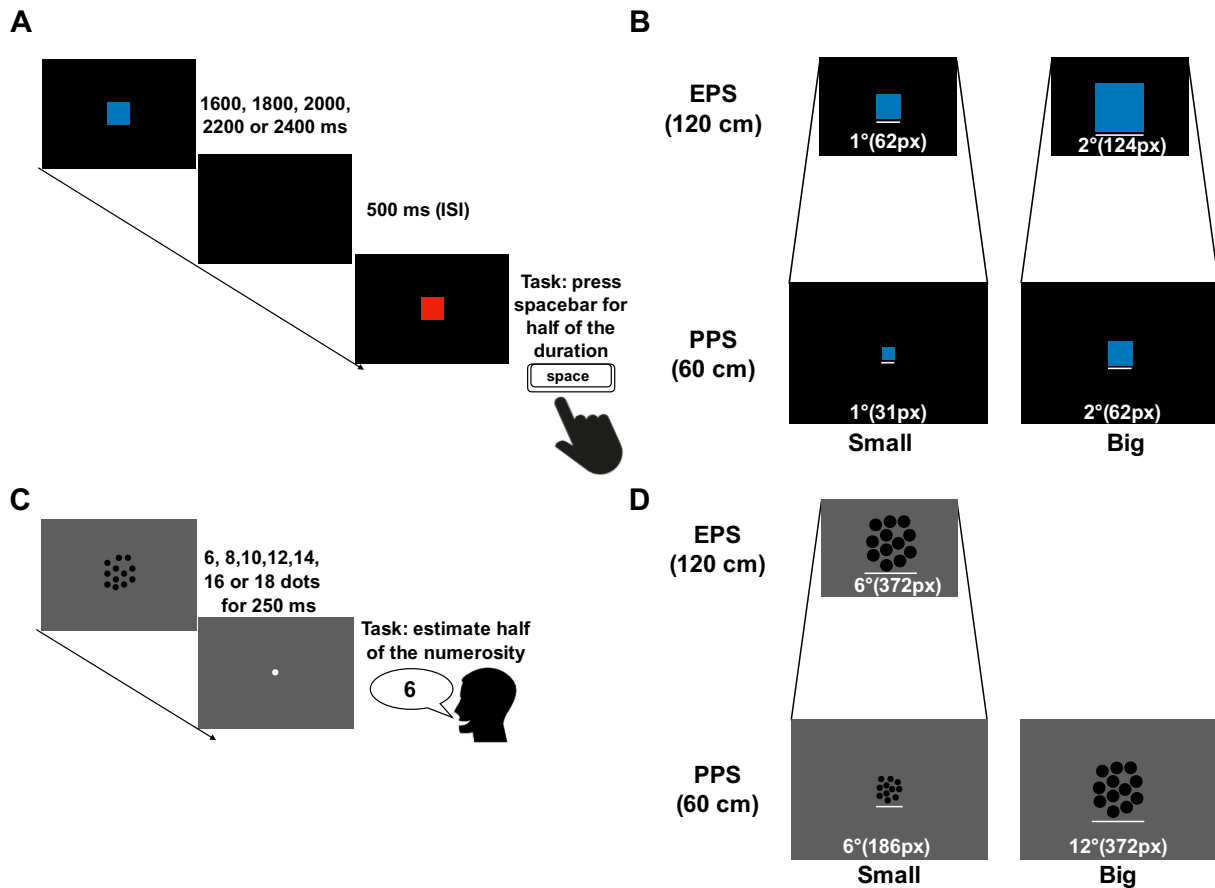 A
1600, 1800, 2000,
2200 or 2400 ms
500 ms (ISI)
Task: press
spacebar for
half of the
duration
space
B
EPS
(120 cm)
1°(62px)
2°(124px)
PPS
(60 cm)
1°(31px)
2°(62px)
Small
Big
C
6, 8,10,12,14,
16 or 18 dots
for 250 ms
Task: estimate half
of the numerosity
6
D
EPS
(120 cm)
6°(372px)
PPS
(60 cm)
6°(186px)
12°(372px)
Small
Big